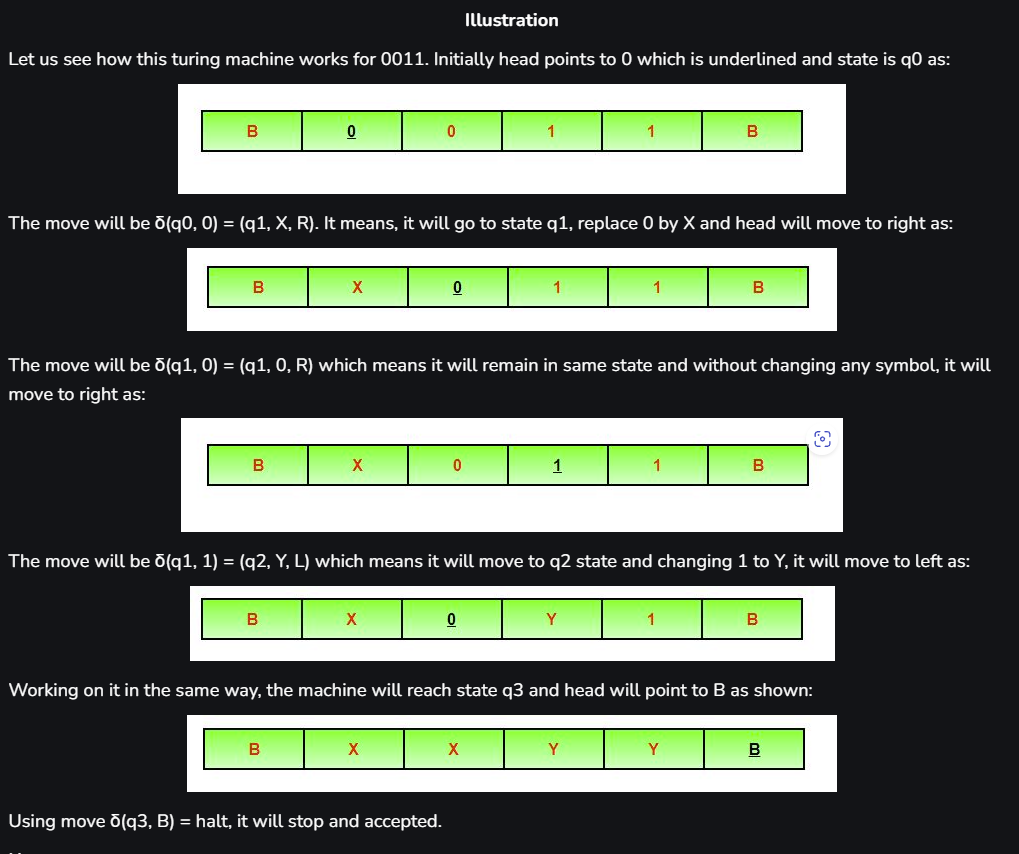 Illustration
Let us see how this turing machine works for 0011. Initially head points to 0 which is underlined and state is q0 as:
B 0 0 1 1 B
The move will be δ(q0, 0) = (q1, X, R). It means, it will go to state q1, replace 0 by X and head will move to right as:
B X 0 1 1 B
The move will be δ(q1, 0) = (q1, 0, R) which means it will remain in same state and without changing any symbol, it will
move to right as:
B X 0 1 1 B
The move will be δ(q1, 1) = (q2, Y, L) which means it will move to q2 state and changing 1 to Y, it will move to left as:
B X 0 Y 1 B
Working on it in the same way, the machine will reach state q3 and head will point to B as shown:
B X X Y Y B
Using move δ(q3, B) = halt, it will stop and accepted.